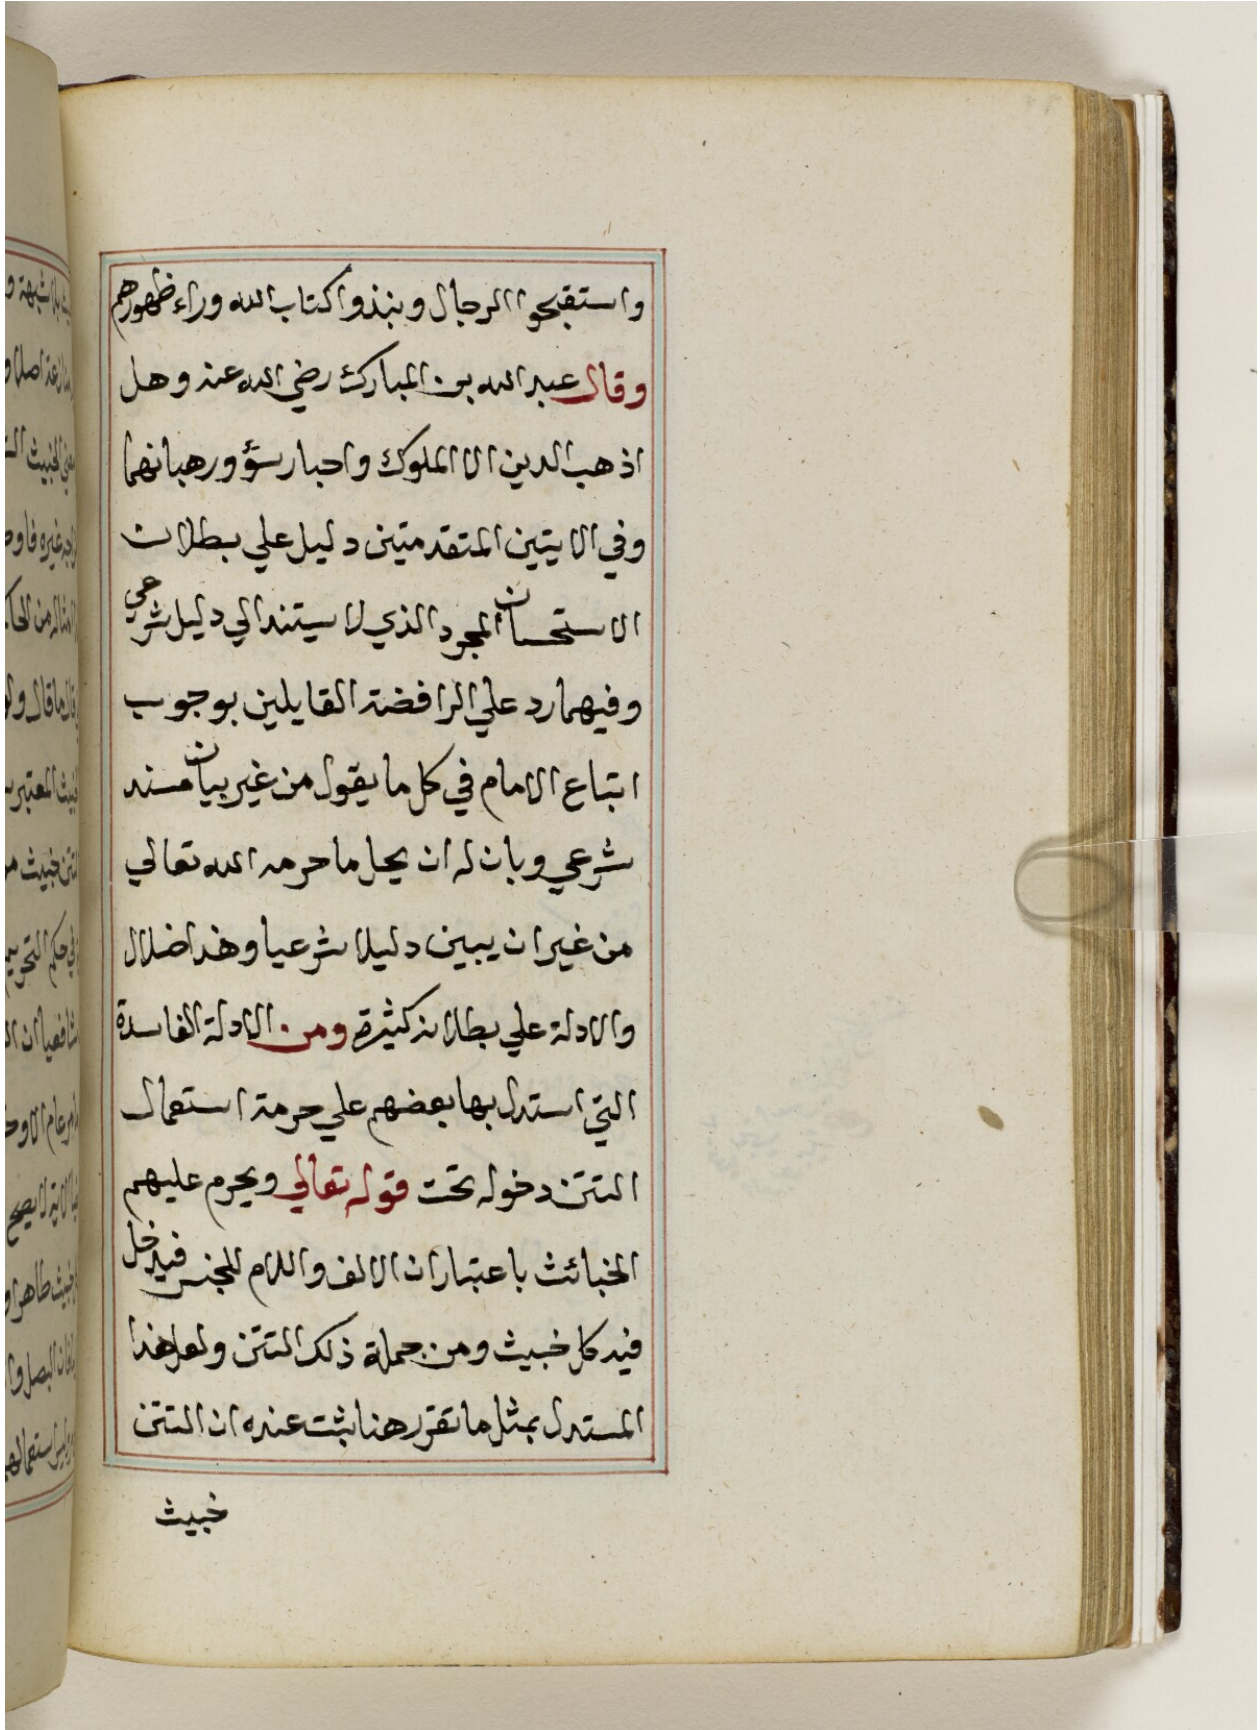 واستقبحوا الرجال ونبذوا كتاب الله وراء ظهورهم
وقال عبد الله بن المبارك رضي الله عنه وهل
اذهب الدين الا الملوك واحبار سؤ ورهبانهما
وفي الايتين المتقدمتين دليل علي بطلان
الاستحسان المجرد الذي لا يستند الي دليل شرعي
وفيهما رد علي الرافضة القايلين بوجوب
اتباع الامام في كل ما يقول من غير بيان مسند
شرعي وبان له ان يحل ما حرمه الله تعالي
من غير ان يبين دليلا شرعيا وهذا ضلال
والادلة علي بطلانه كثيرة ومن الادلة الفاسدة
التي استدل بها بعضهم علي حرمة استعمال
التتن دخوله تحت قوله تعالي ويحرم عليهم
الخبائث باعتبار ان الالف واللام للجنس فيدخل
فيه كل خبيث ومن جملة ذلك التتن ولعل هذا
المستدل بمثل ما تقرر هنا ثبت عنده ان التتن
خبيث